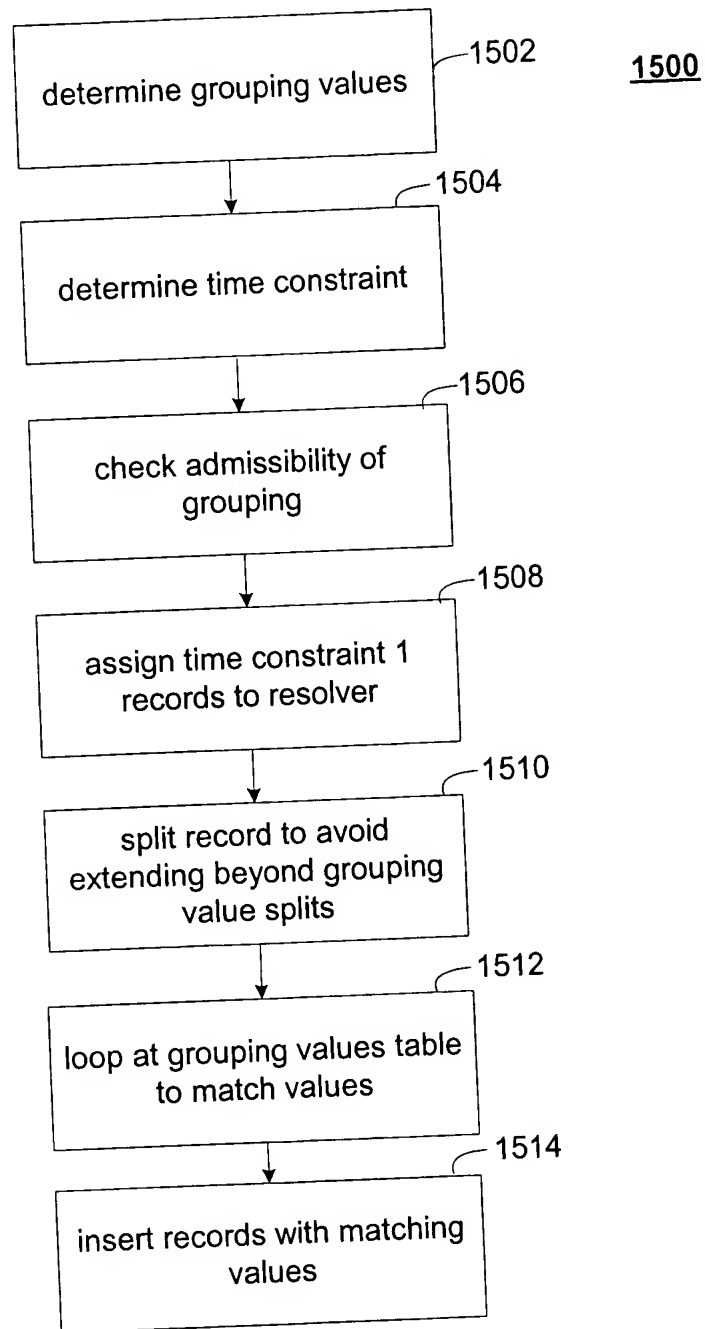 1500
1502
determine grouping values
1504
determine time constraint
1506
check admissibility of
grouping
1508
assign time constraint 1
records to resolver
1510
split record to avoid
extending beyond grouping
value splits
1512
loop at grouping values table
to match values
1514
insert records with matching
values